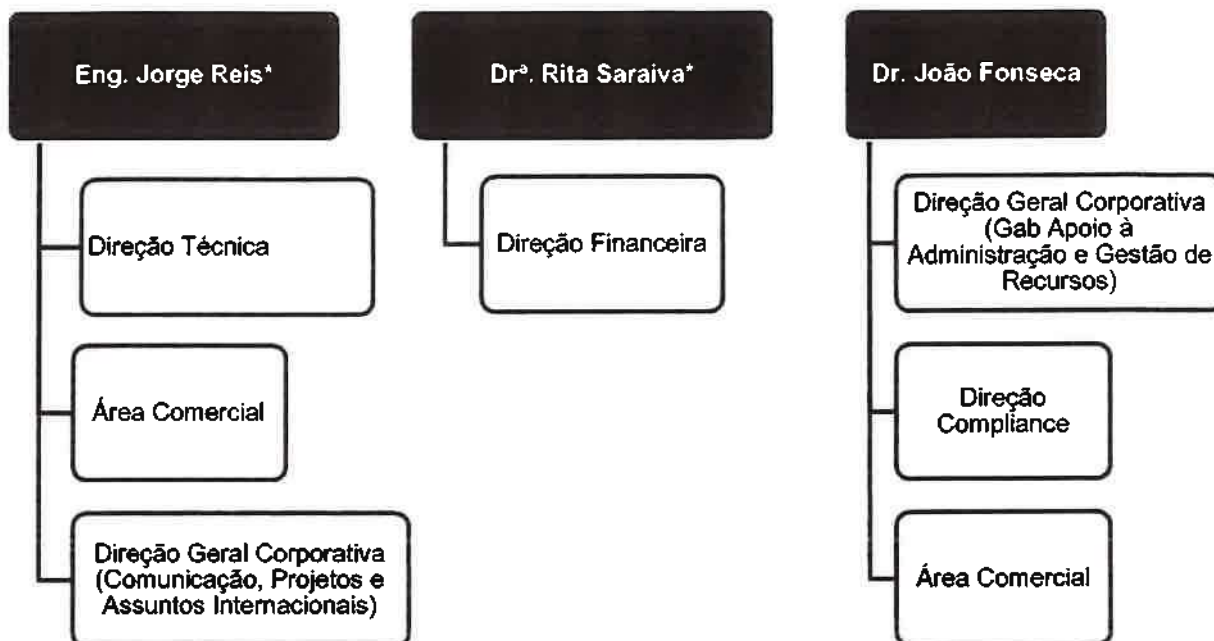 Eng. Jorge Reis*
Direção Técnica
Área Comercial
Direção Geral Corporativa
(Comunicação, Projetos e
Assuntos Internacionais)
Drª. Rita Saraiva*
Direção Financeira
Dr. João Fonseca
Direção Geral Corporativa
(Gab Apoio à
Administração e Gestão de
Recursos)
Direção
Compliance
Área Comercial